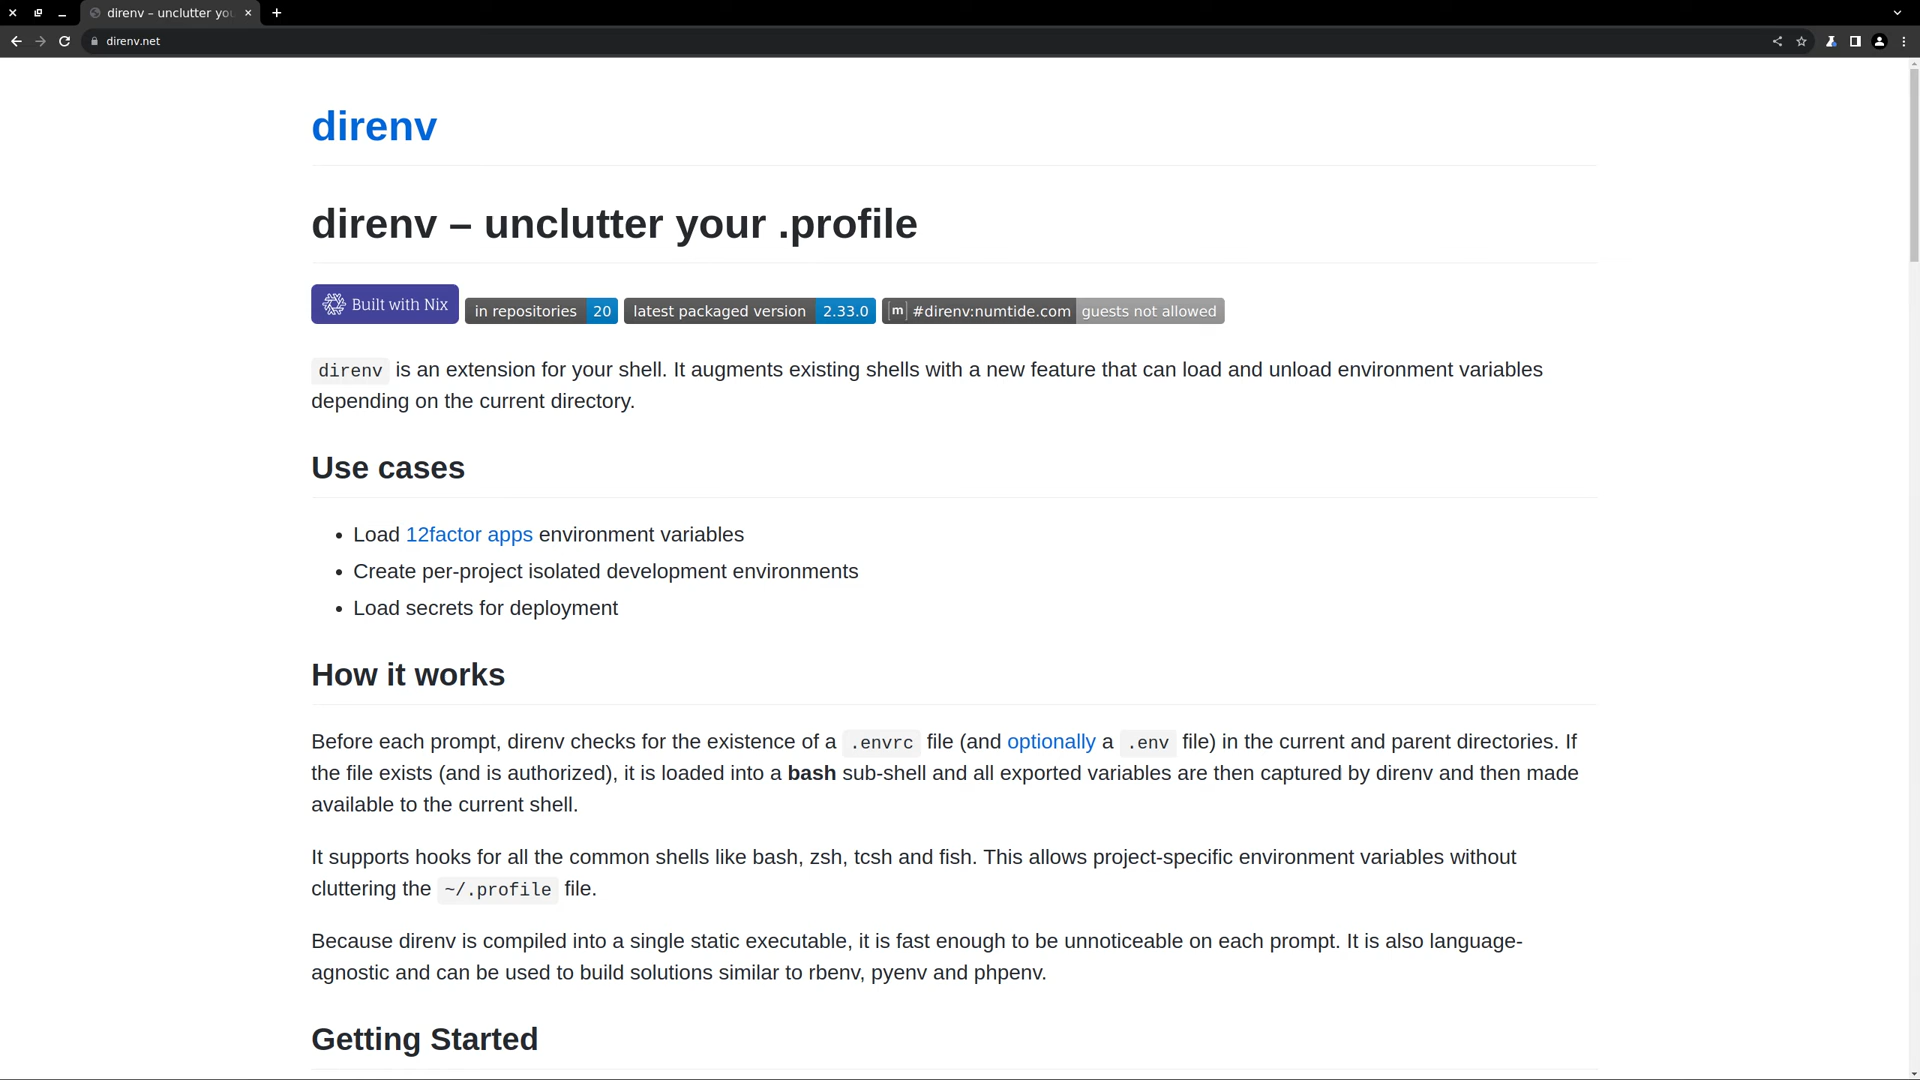 direnv – unclutter you
direnv.net
direnv
direnv – unclutter your .profile
Built with Nix
in repositories 20
latest packaged version 2.33.0
[m] #direnv:numtide.com guests not allowed
direnv is an extension for your shell. It augments existing shells with a new feature that can load and unload environment variables
depending on the current directory.
Use cases
• Load 12factor apps environment variables
• Create per-project isolated development environments
• Load secrets for deployment
How it works
Before each prompt, direnv checks for the existence of a .envrc file (and optionally a .env file) in the current and parent directories. If
the file exists (and is authorized), it is loaded into a bash sub-shell and all exported variables are then captured by direnv and then made
available to the current shell.
It supports hooks for all the common shells like bash, zsh, tcsh and fish. This allows project-specific environment variables without
cluttering the ~/.profile file.
Because direnv is compiled into a single static executable, it is fast enough to be unnoticeable on each prompt. It is also language-
agnostic and can be used to build solutions similar to rbenv, pyenv and phpenv.
Getting Started